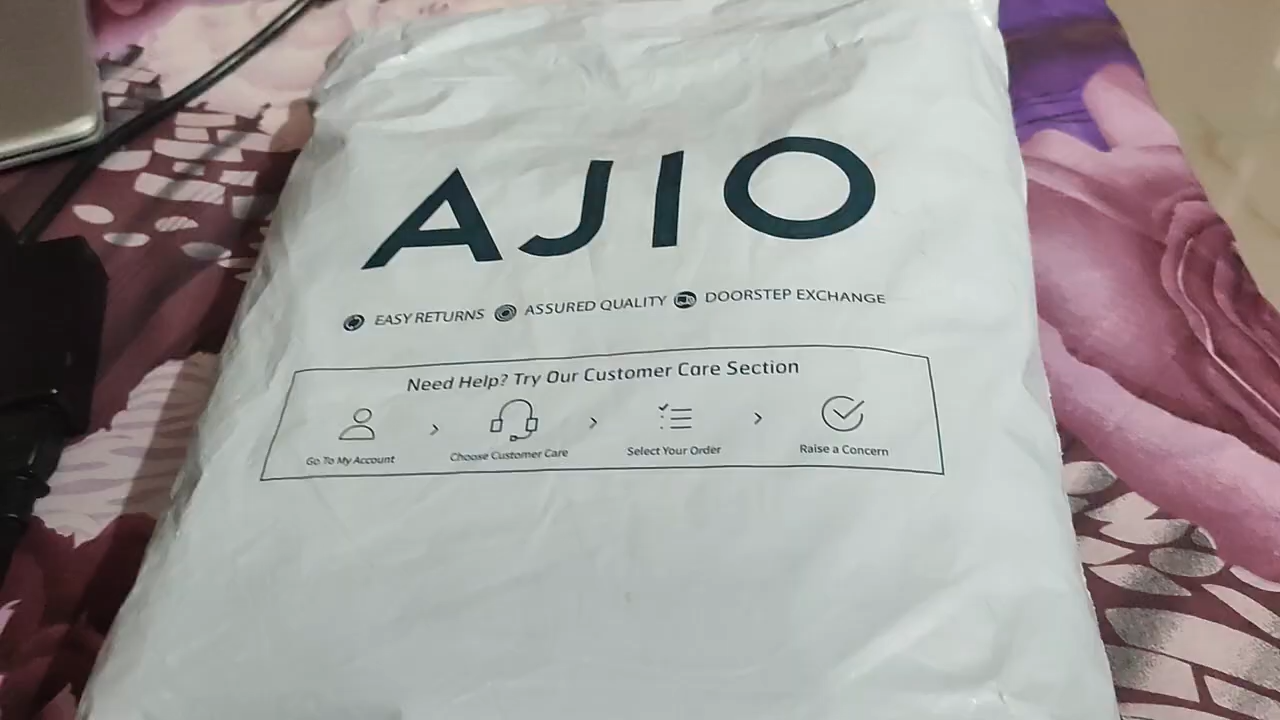 AJIO
EASY RETURNS ASSURED QUALITY DOORSTEP EXCHANGE
Need Help? Try Our Customer Care Section
Go To My Account > Choose Customer Care > Select Your Order > Raise a Concern